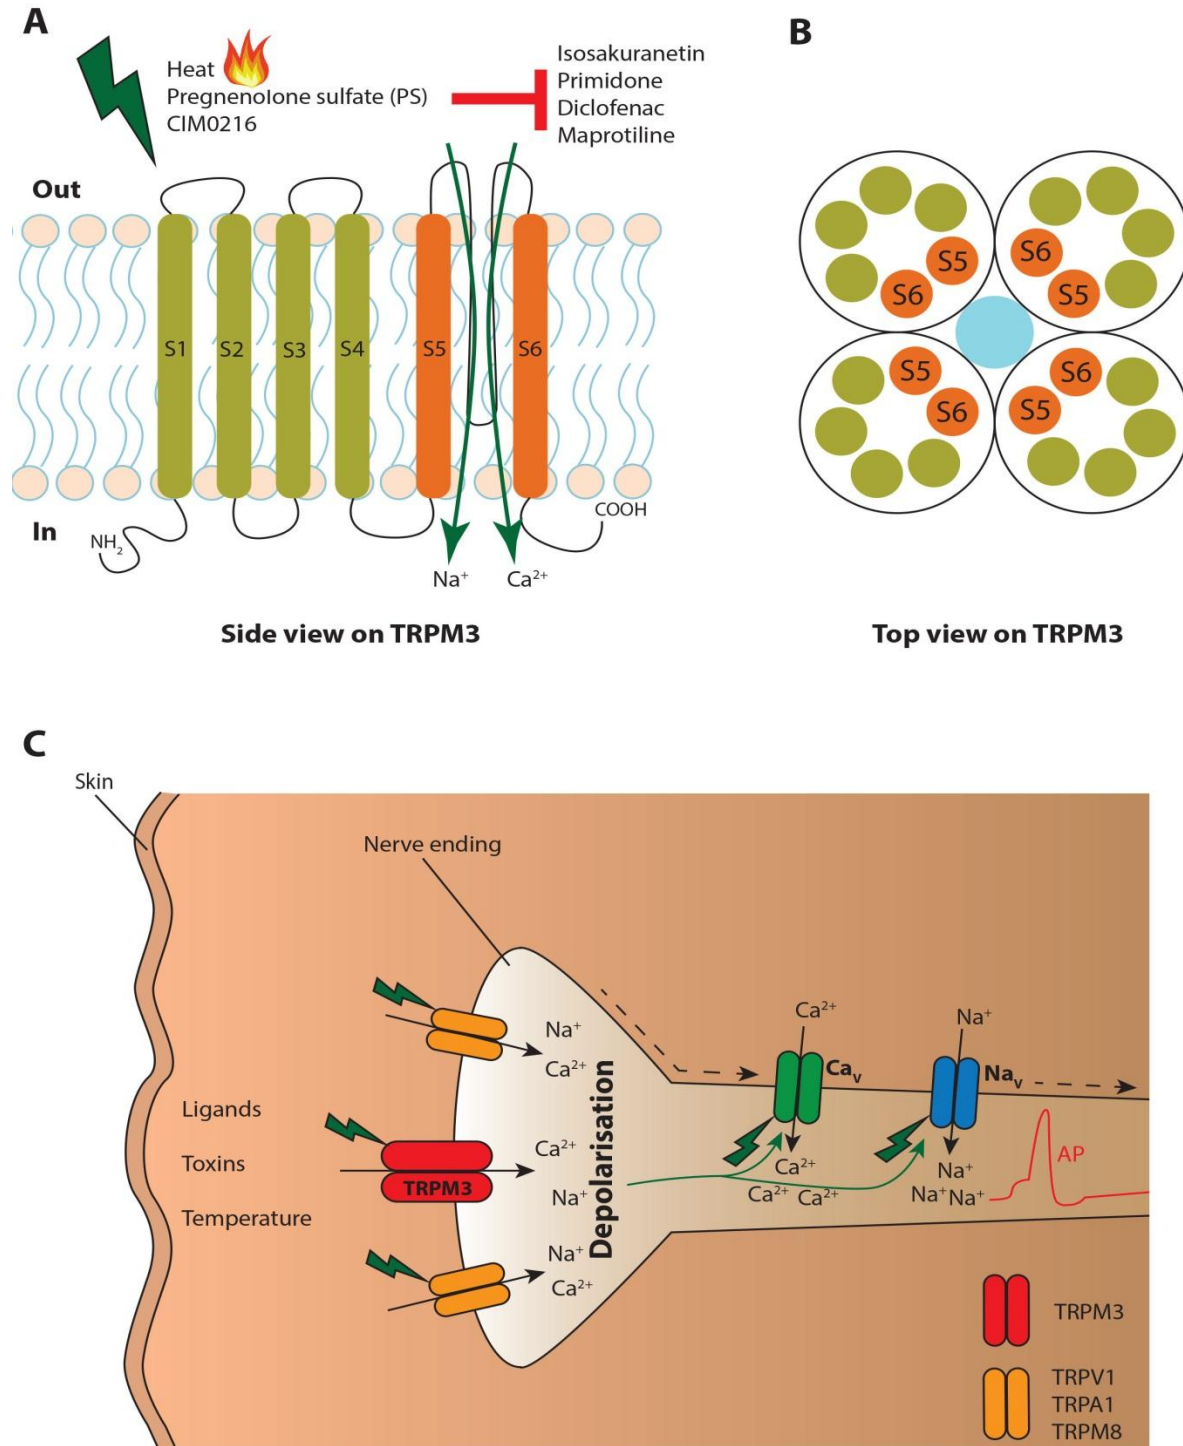 A
Heat
Pregnenolone sulfate (PS)
CIM0216
Isosakuranetin
Primidone
Diclofenac
Maprotiline
Out
S1
S2
S3
S4
S5
S6
In
NH₂
COOH
Na⁺
Ca²⁺
Side view on TRPM3
B
S5
S6
S6
S5
S5
S6
S6
S5
Top view on TRPM3
C
Skin
Nerve ending
Ligands
Toxins
Temperature
Na⁺
Ca²⁺
TRPM3
Ca²⁺
Na⁺
Na⁺
Ca²⁺
Depolarisation
Ca²⁺
Caᵥ
Ca²⁺
Ca²⁺ Ca²⁺
Na⁺
Naᵥ
Na⁺
Na⁺Na⁺
AP
TRPM3
TRPV1
TRPA1
TRPM8